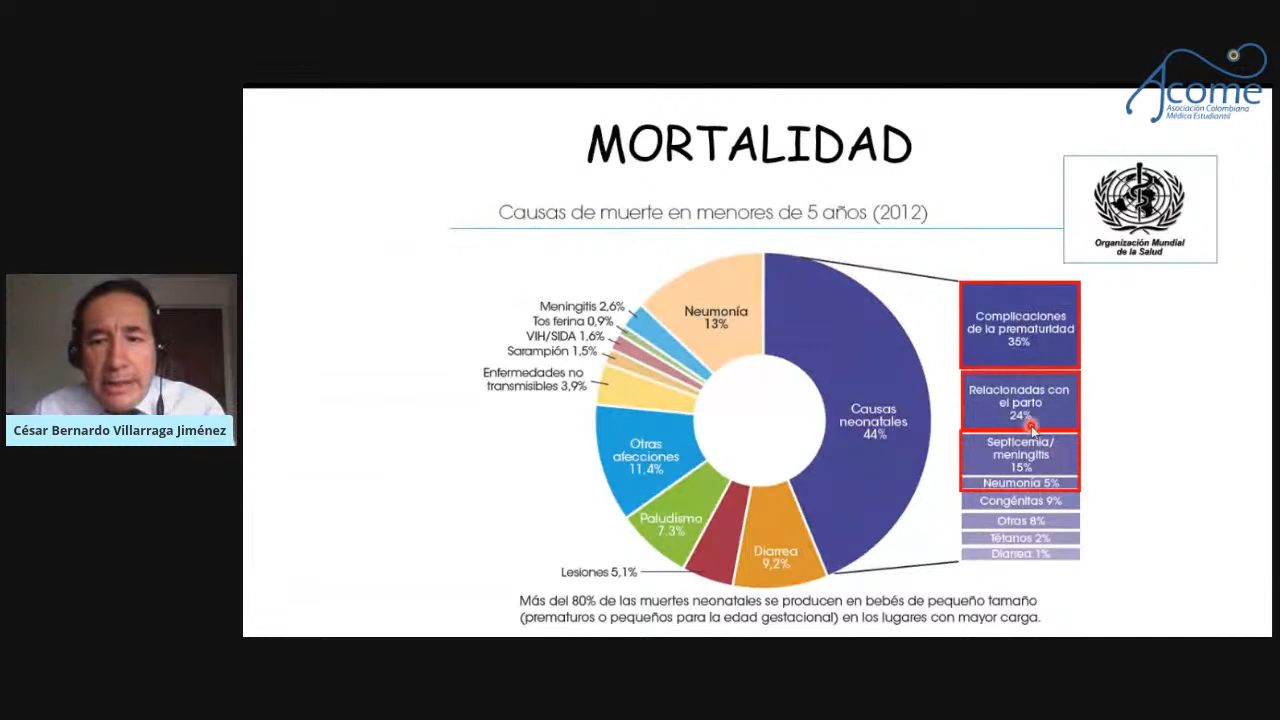 Acome
Asociación Colombiana
Médica Estudiantil
MORTALIDAD
Causas de muerte en menores de 5 años (2012)
Organización Mundial
de la Salud
Meningitis 2,6%
Tos ferina 0,9%
VIH/SIDA 1.6%
Sarampión 1.5%
Enfermedades no
transmisibles 3,9%
Neumonía
13%
Causas
neonatales
44%
Otras
afecciones
11.4%
Paludismo
7.3%
Lesiones 5,1%
Diarrea
9,2%
Complicaciones
de la prematuridad
35%
Relacionadas con
el parto
24%
Septicemia/
meningitis
15%
Neumonía 5%
Congénitas 9%
Otras 8%
Tétanos 2%
Diarrea 1%
César Bernardo Villarraga Jiménez
Más del 80% de las muertes neonatales se producen en bebés de pequeño tamaño
(prematuros o pequeños para la edad gestacional) en los lugares con mayor carga.